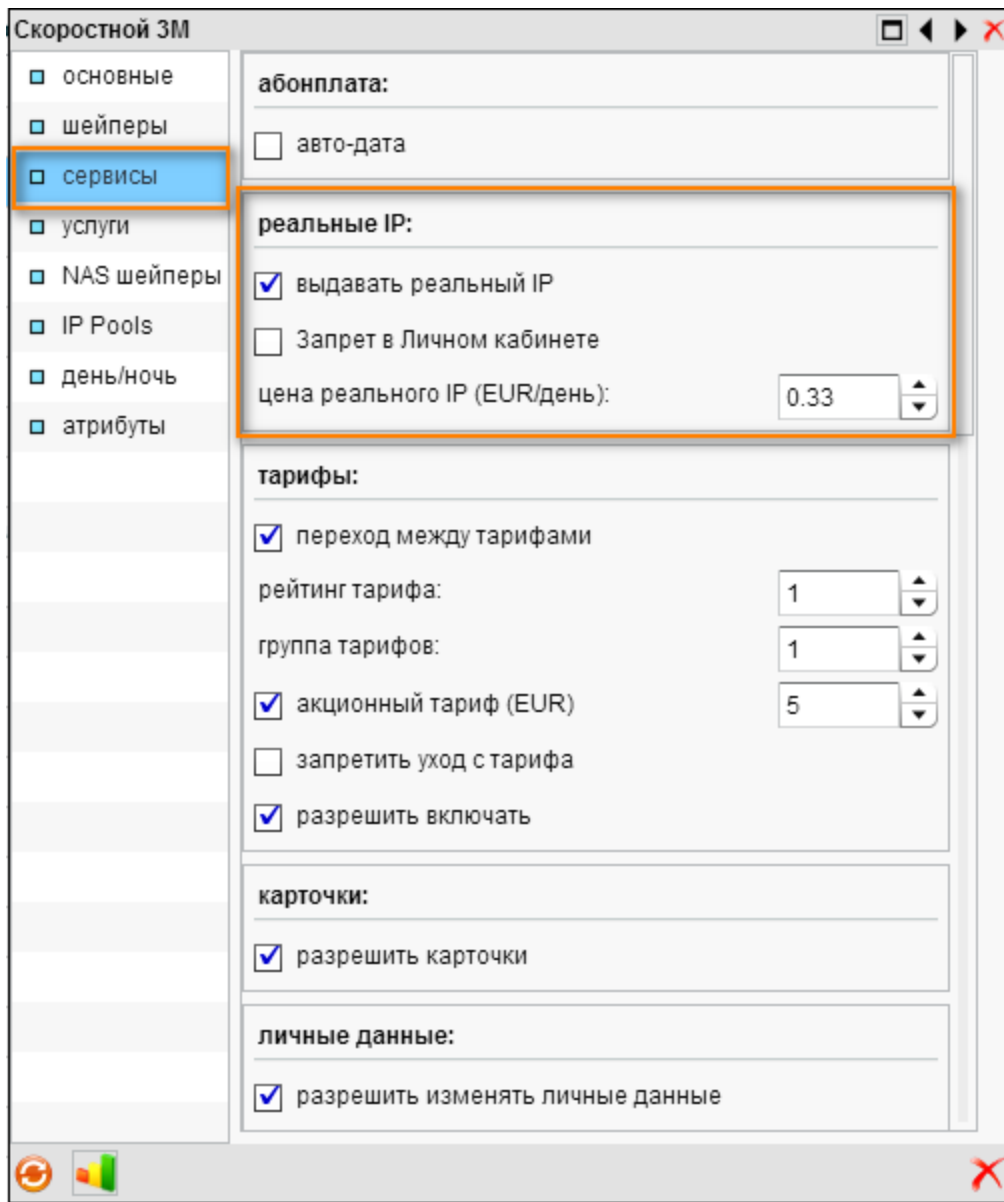 Скоростной 3М
основные
шейперы
сервисы
услуги
NAS шейперы
IP Pools
день/ночь
атрибуты
абонплата:
авто-дата
реальные IP:
выдавать реальный IP
Запрет в Личном кабинете
цена реального IP (EUR/день): 0.33
тарифы:
переход между тарифами
рейтинг тарифа: 1
группа тарифов: 1
акционный тариф (EUR) 5
запретить уход с тарифа
разрешить включать
карточки:
разрешить карточки
личные данные:
разрешить изменять личные данные